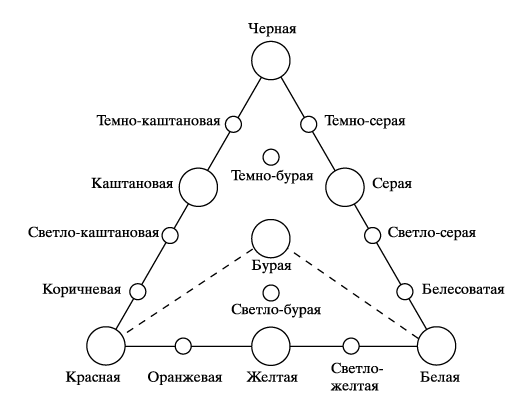 Черная
Темно-каштановая
Темно-серая
Темно-бурая
Каштановая
Серая
Светло-каштановая
Светло-серая
Бурая
Коричневая
Белесоватая
Светло-бурая
Красная
Оранжевая
Желтая
Светло-
желтая
Белая